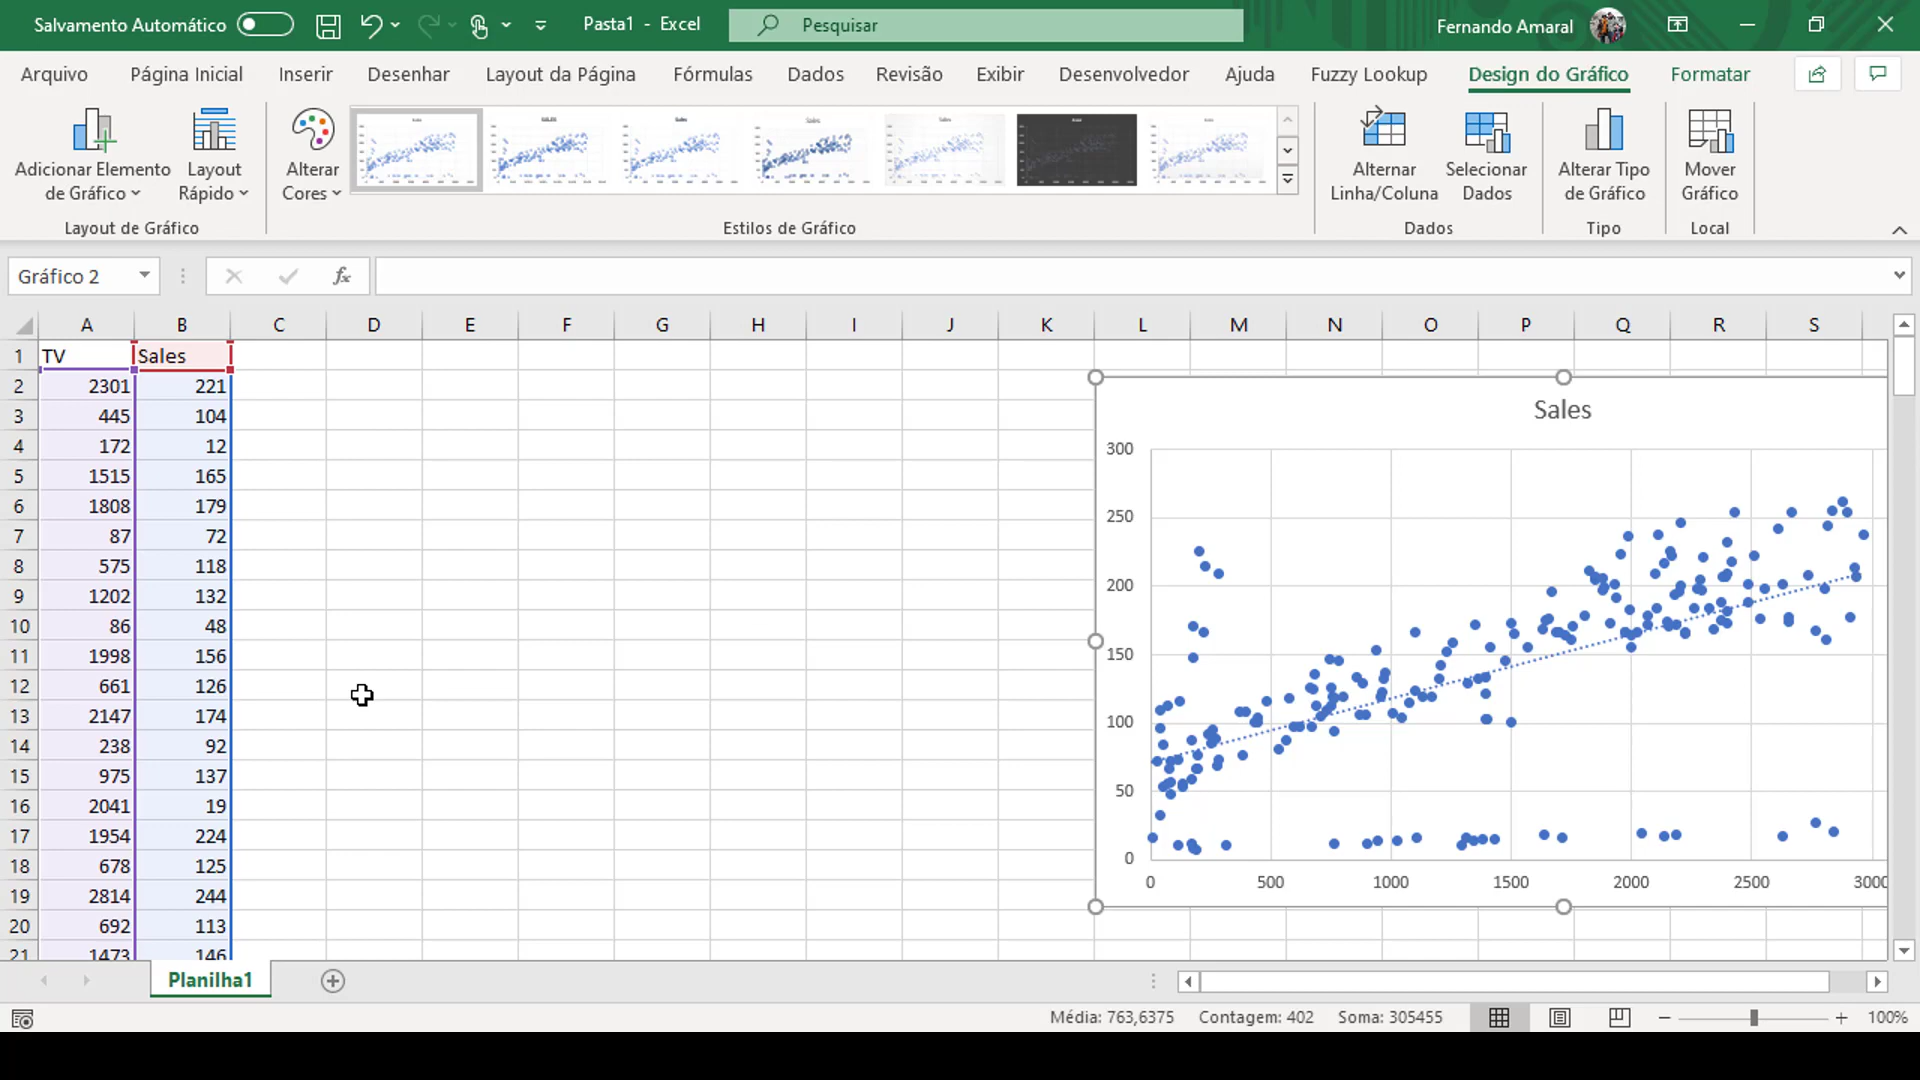 Salvamento Automático
Pasta1 - Excel
Pesquisar
Fernando Amaral
Arquivo Página Inicial Inserir Desenhar Layout da Página Fórmulas Dados Revisão Exibir Desenvolvedor Ajuda Fuzzy Lookup Design do Gráfico Formatar
Adicionar Elemento de Gráfico
Layout Rápido
Alterar Cores
Alternar Linha/Coluna
Selecionar Dados
Alterar Tipo de Gráfico
Mover Gráfico
Layout de Gráfico Estilos de Gráfico Dados Tipo Local
Gráfico 2 fx
A B C D E F G H I J K L M N O P Q R S
1 TV Sales
2 2301 221
3 445 104
4 172 12
5 1515 165
6 1808 179
7 87 72
8 575 118
9 1202 132
10 86 48
11 1998 156
12 661 126
13 2147 174
14 238 92
15 975 137
16 2041 19
17 1954 224
18 678 125
19 2814 244
20 692 113
21 1473 146
Sales
300
250
200
150
100
50
0
0 500 1000 1500 2000 2500 3000
Planilha1
Média: 763,6375 Contagem: 402 Soma: 305455 100%